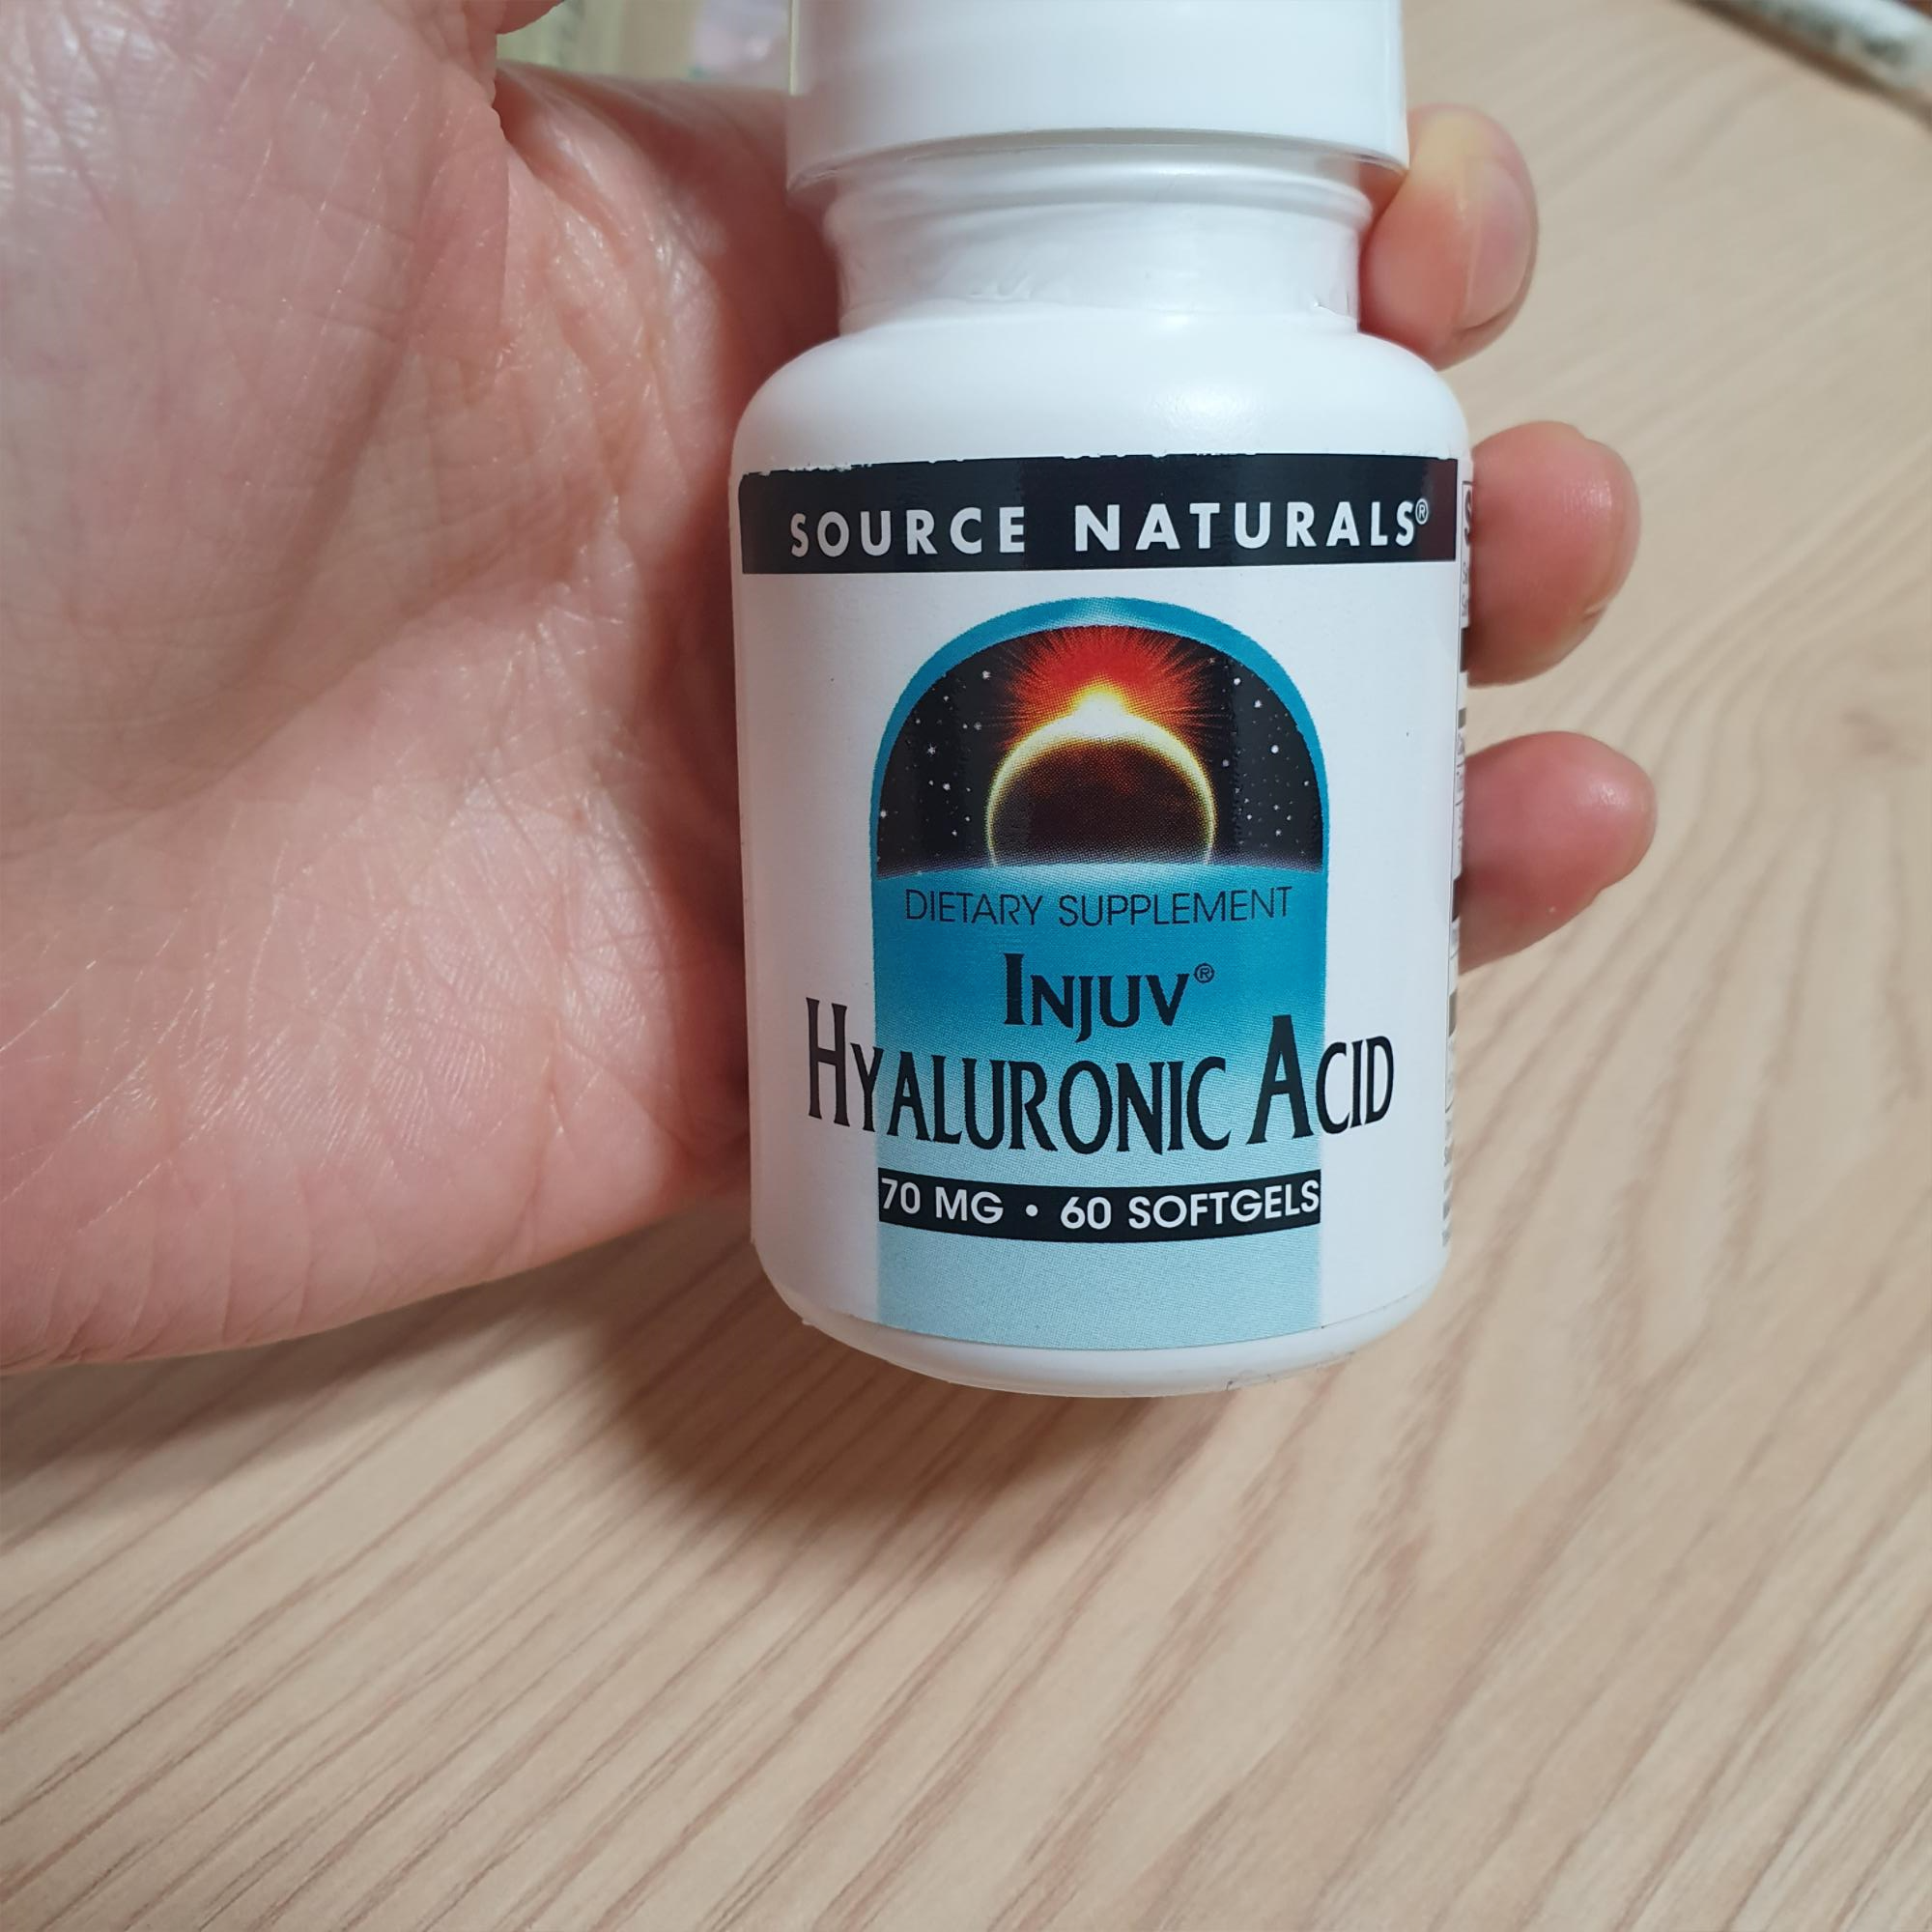 SOURCE NATURALS®
DIETARY SUPPLEMENT
INJUV®
HYALURONIC ACID
70 MG • 60 SOFTGELS